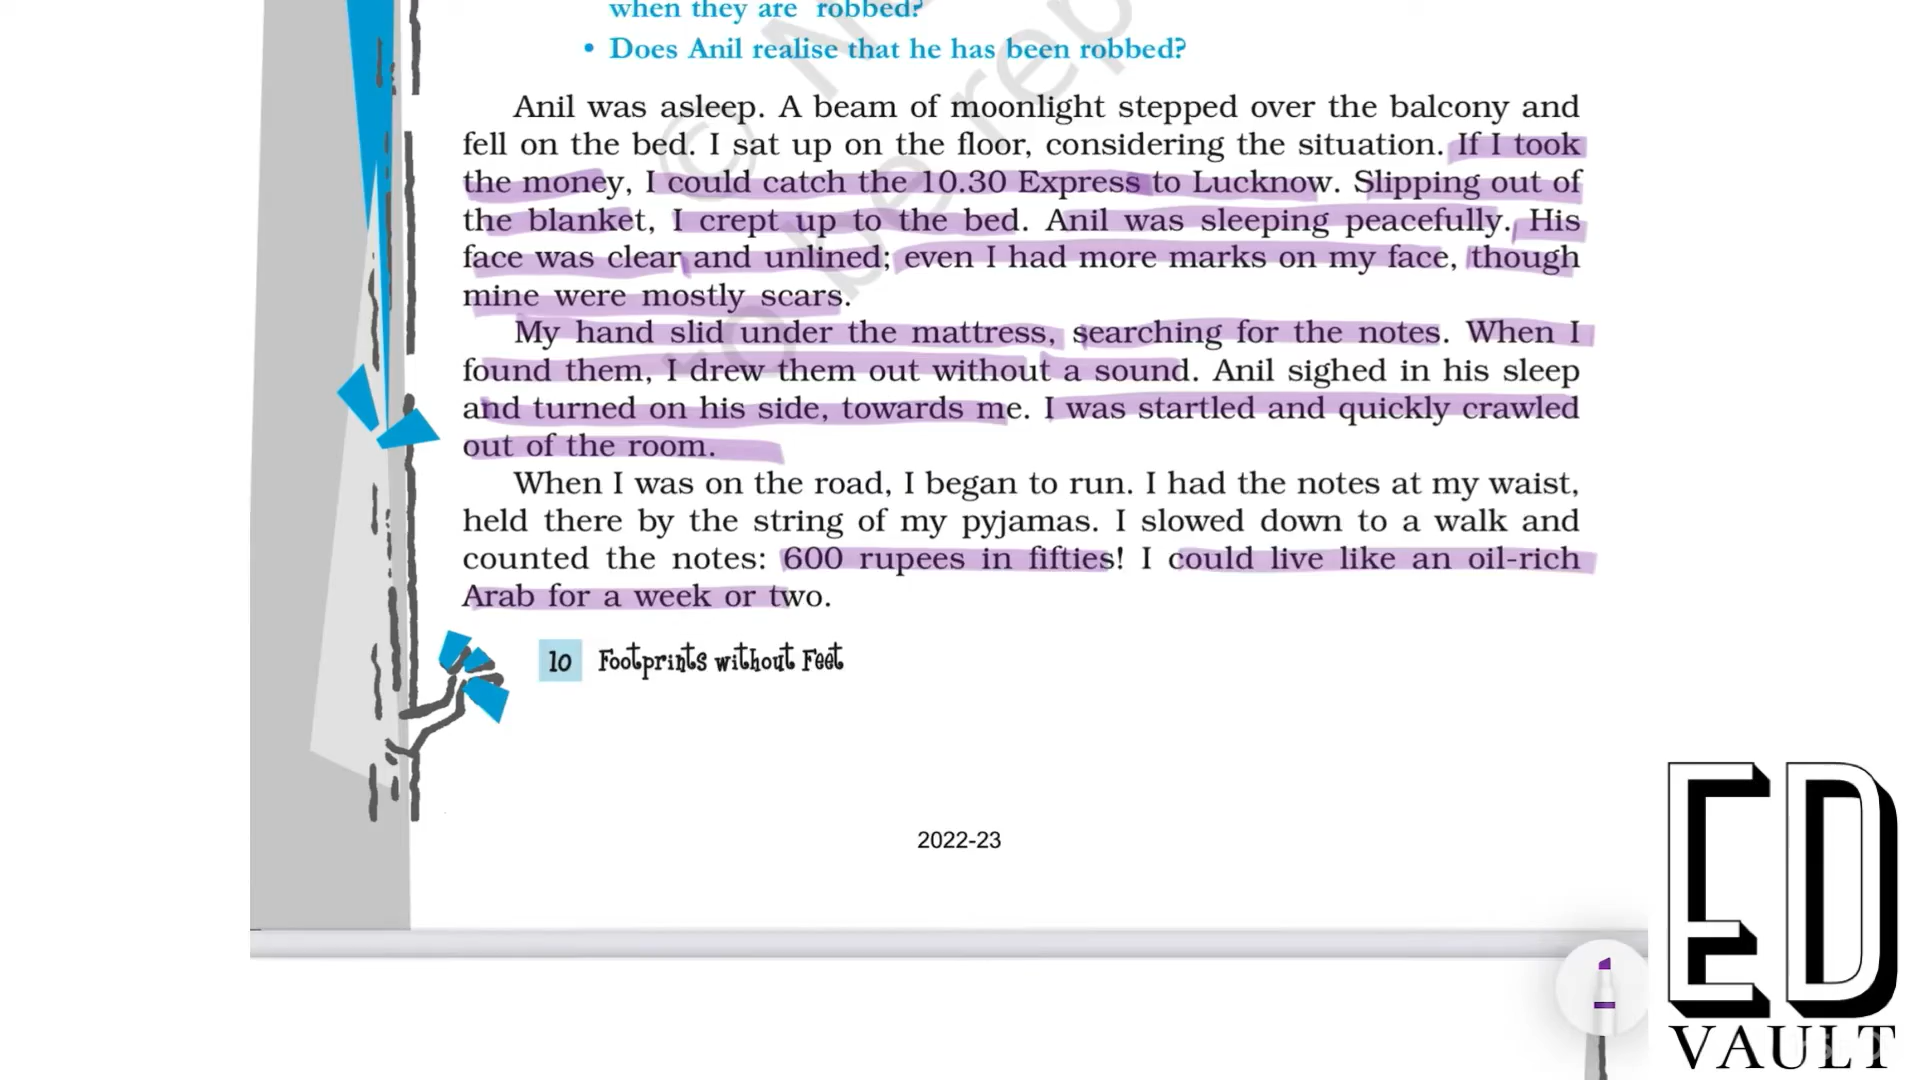 when they are robbed?
• Does Anil realise that he has been robbed?
Anil was asleep. A beam of moonlight stepped over the balcony and
fell on the bed. I sat up on the floor, considering the situation. If I took
the money, I could catch the 10.30 Express to Lucknow. Slipping out of
the blanket, I crept up to the bed. Anil was sleeping peacefully. His
face was clear and unlined; even I had more marks on my face, though
mine were mostly scars.
My hand slid under the mattress, searching for the notes. When I
found them, I drew them out without a sound. Anil sighed in his sleep
and turned on his side, towards me. I was startled and quickly crawled
out of the room.
When I was on the road, I began to run. I had the notes at my waist,
held there by the string of my pyjamas. I slowed down to a walk and
counted the notes: 600 rupees in fifties! I could live like an oil-rich
Arab for a week or two.
10 Footprints without Feet
2022-23
ED
VAULT